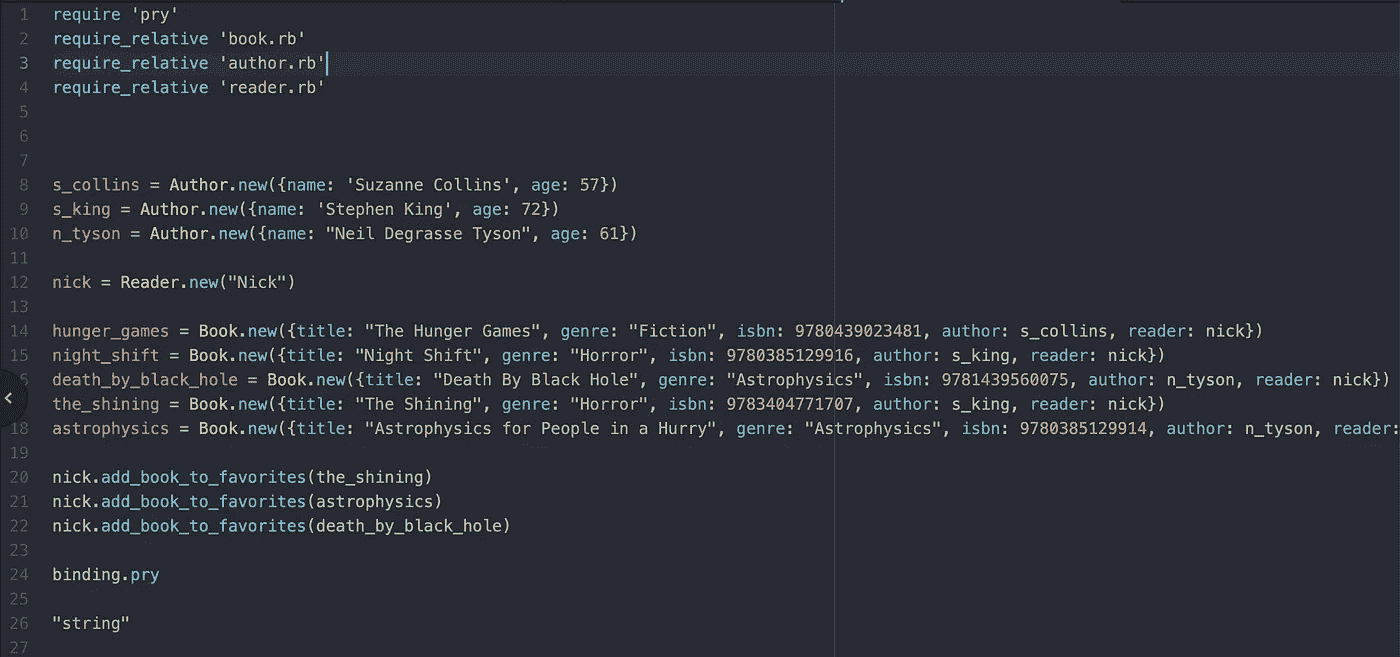 1 require 'pry'
2 require_relative 'book.rb'
3 require_relative 'author.rb'
4 require_relative 'reader.rb'
5
6
7
8 s_collins = Author.new({name: 'Suzanne Collins', age: 57})
9 s_king = Author.new({name: 'Stephen King', age: 72})
10 n_tyson = Author.new({name: "Neil Degrasse Tyson", age: 61})
11
12 nick = Reader.new("Nick")
13
14 hunger_games = Book.new({title: "The Hunger Games", genre: "Fiction", isbn: 9780439023481, author: s_collins, reader: nick})
15 night_shift = Book.new({title: "Night Shift", genre: "Horror", isbn: 9780385129916, author: s_king, reader: nick})
death_by_black_hole = Book.new({title: "Death By Black Hole", genre: "Astrophysics", isbn: 9781439560075, author: n_tyson, reader: nick})
the_shining = Book.new({title: "The Shining", genre: "Horror", isbn: 9783404771707, author: s_king, reader: nick})
18 astrophysics = Book.new({title: "Astrophysics for People in a Hurry", genre: "Astrophysics", isbn: 9780385129914, author: n_tyson, reader:
19
20 nick.add_book_to_favorites(the_shining)
21 nick.add_book_to_favorites(astrophysics)
22 nick.add_book_to_favorites(death_by_black_hole)
23
24 binding.pry
25
26 "string"
27